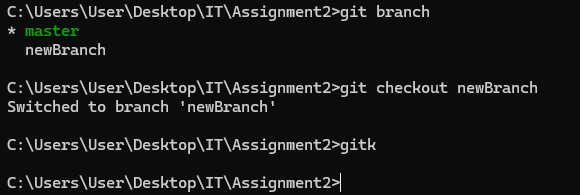 C:\Users\User\Desktop\IT\Assignment2>git branch
* master
  newBranch
C:\Users\User\Desktop\IT\Assignment2>git checkout newBranch
Switched to branch 'newBranch'
C:\Users\User\Desktop\IT\Assignment2>gitk
C:\Users\User\Desktop\IT\Assignment2>